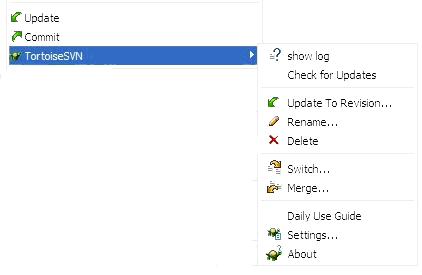 Update
Commit
TortoiseSVN
show log
Check for Updates
Update To Revision...
Rename...
Delete
Switch...
Merge...
Daily Use Guide
Settings...
About